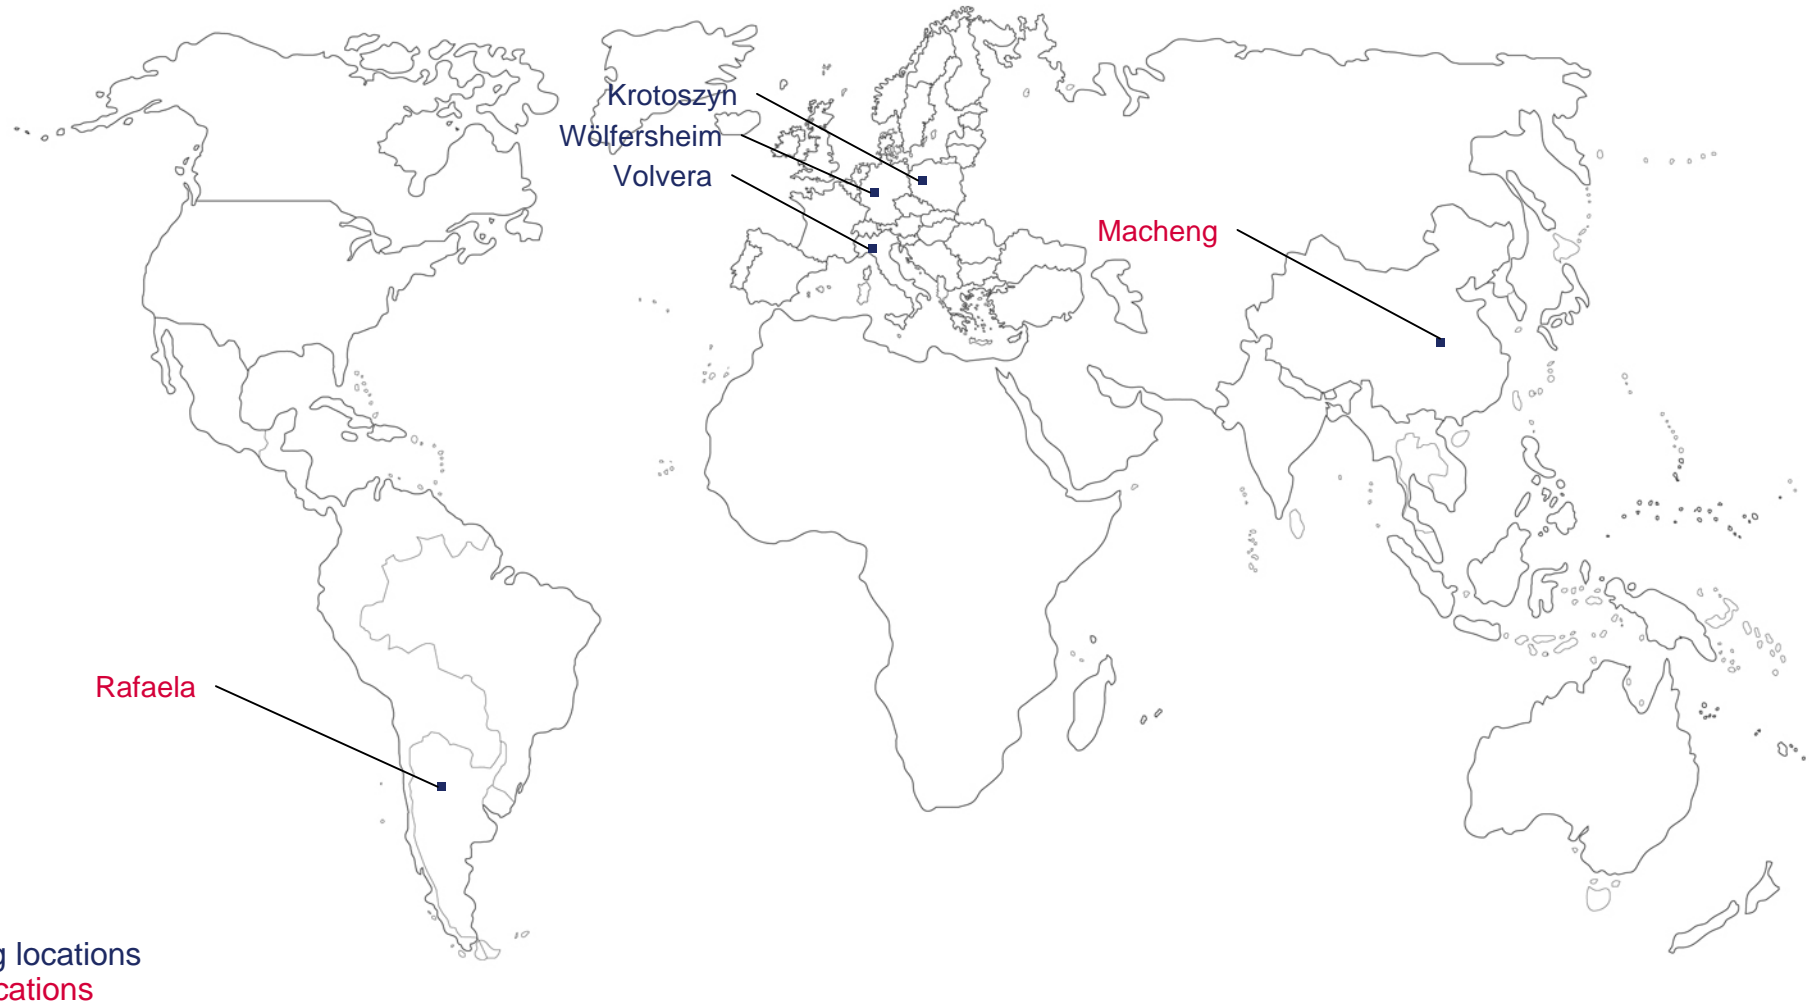 Krotoszyn
Wölfersheim
Volvera
Macheng
Rafaela
g locations
cations